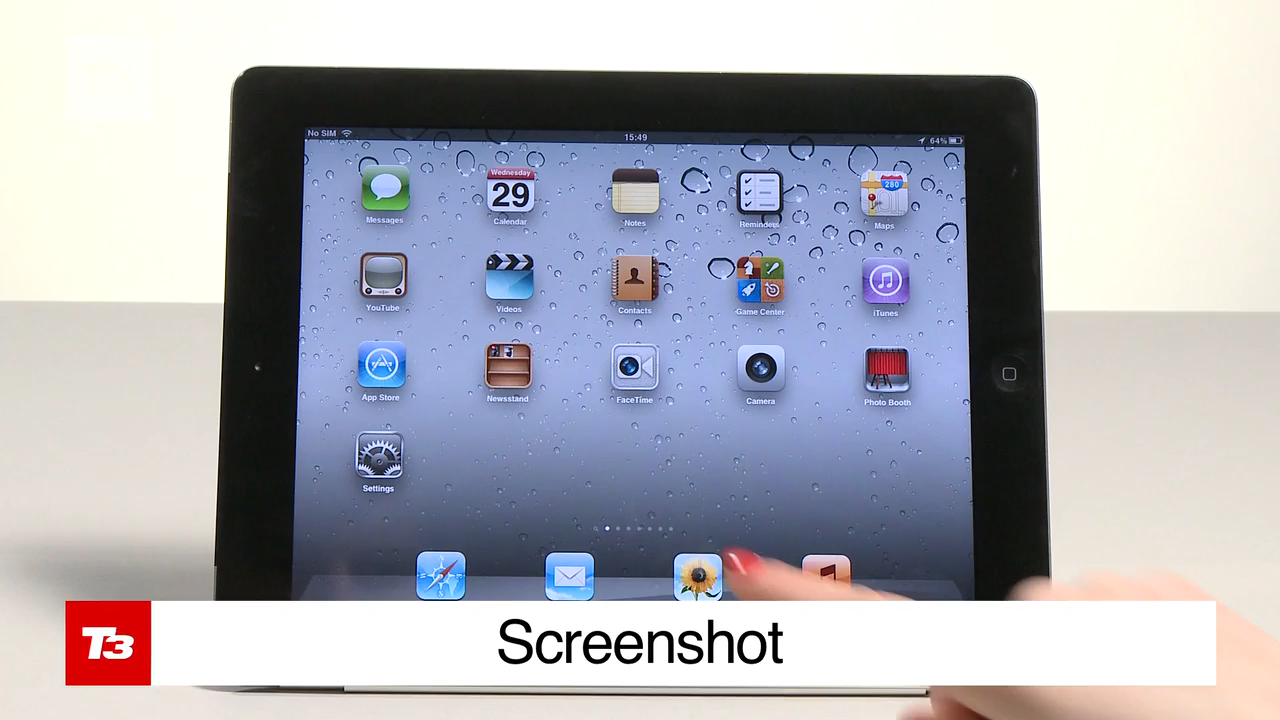 No SIM 15:49 64%
Messages
Wednesday
29
Calendar
Notes
Reminders
280
Maps
YouTube
Videos
Contacts
Game Center
iTunes
App Store
Newsstand
FaceTime
Camera
Photo Booth
Settings
T3
Screenshot